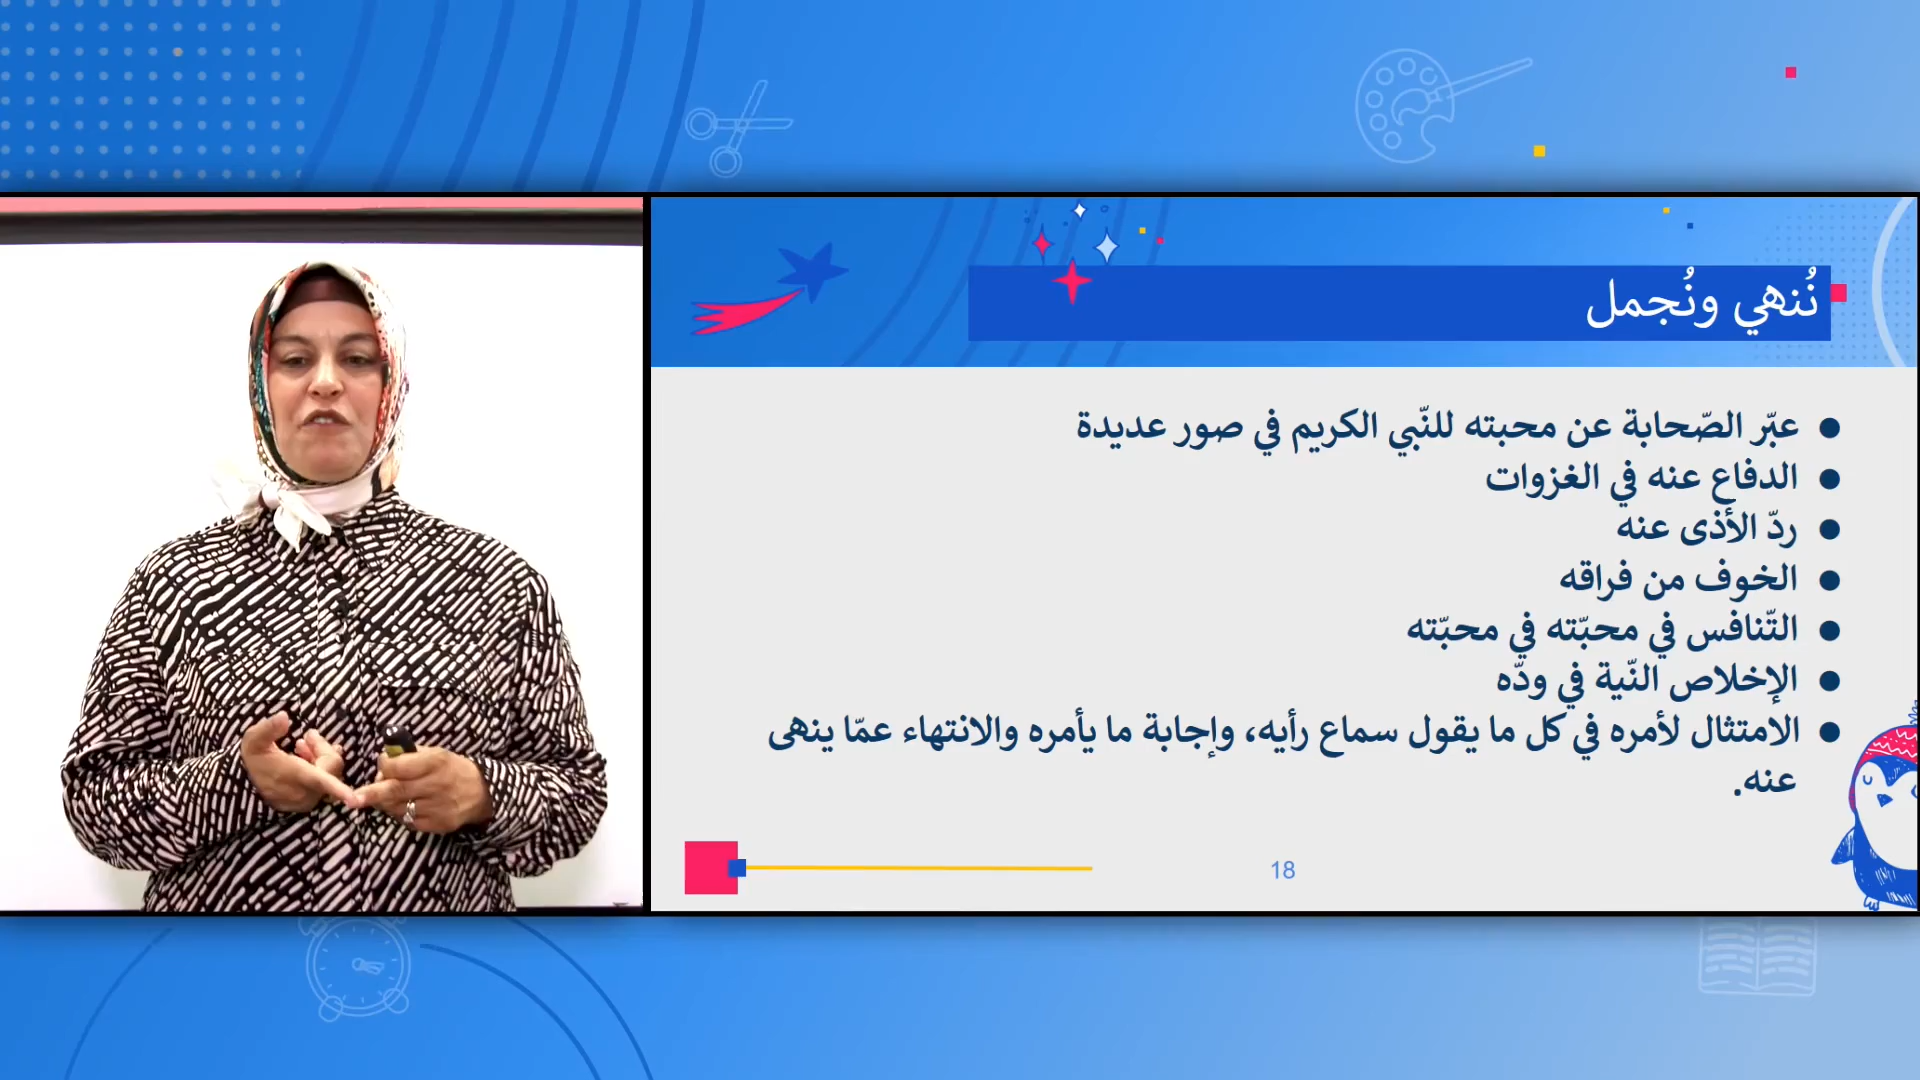 نُنهي ونُجمل
● عبّر الصّحابة عن محبته للنّبي الكريم في صور عديدة
● الدفاع عنه في الغزوات
● ردّ الأذى عنه
● الخوف من فراقه
● التّنافس في محبّته في محبّته
● الإخلاص النّية في ودّه
● الامتثال لأمره في كل ما يقول سماع رأيه، وإجابة ما يأمره والانتهاء عمّا ينهى
عنه.
18